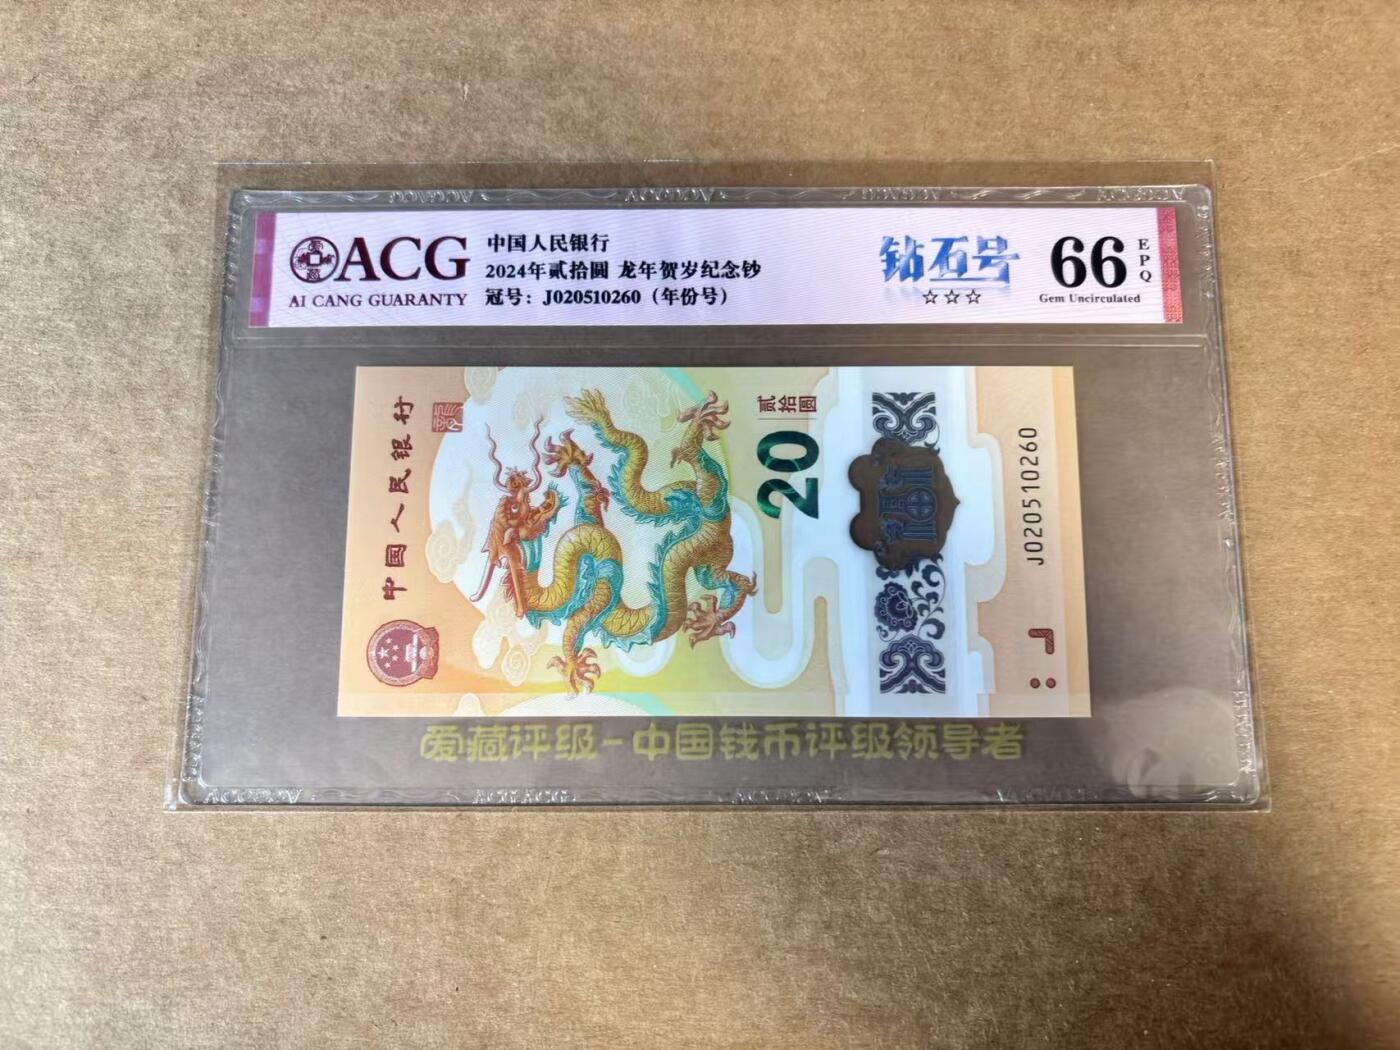 ACG
AI CANG GUARANTY
中国人民银行
2024年贰拾圆 龙年贺岁纪念钞
冠号：J020510260（年份号）
钻石号
☆☆☆
66
EPQ
Gem Uncirculated
中国人民银行
贰拾圆
20
J020510260
爱藏评级-中国钱币评级领导者